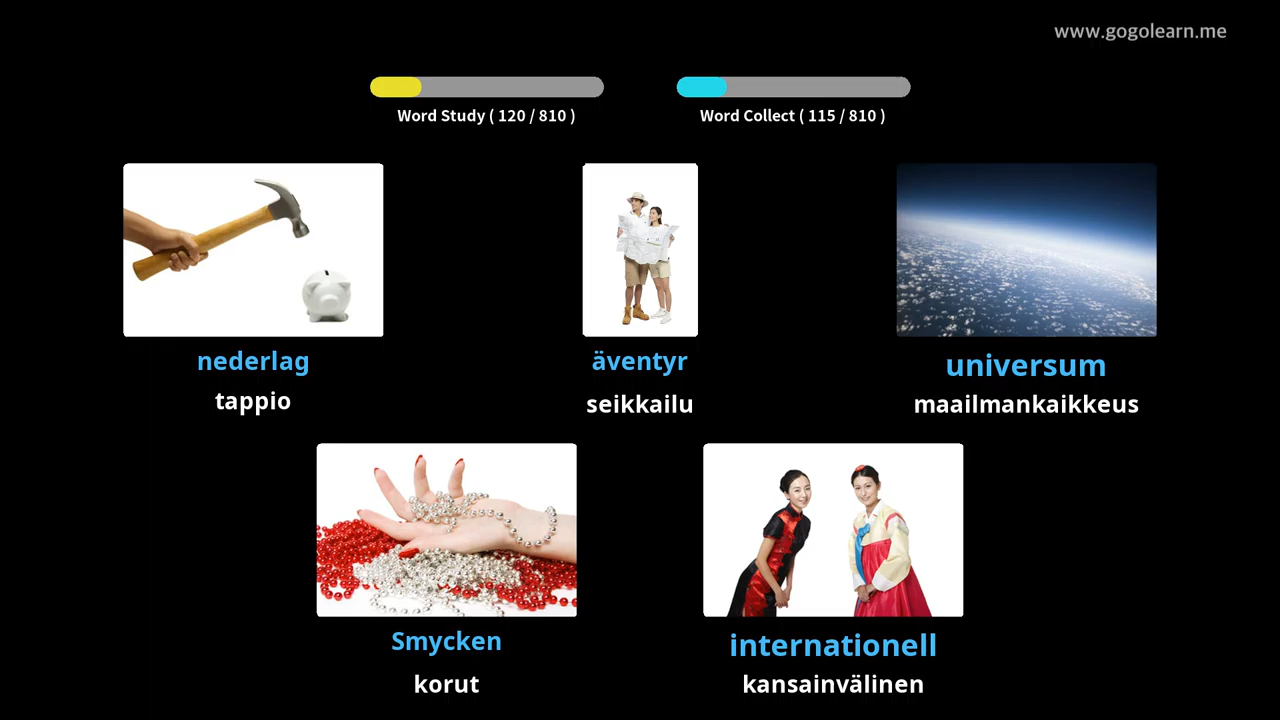 www.gogolearn.me
Word Study ( 120 / 810 )
Word Collect ( 115 / 810 )
nederlag
tappio
äventyr
seikkailu
universum
maailmankaikkeus
Smycken
korut
internationell
kansainvälinen